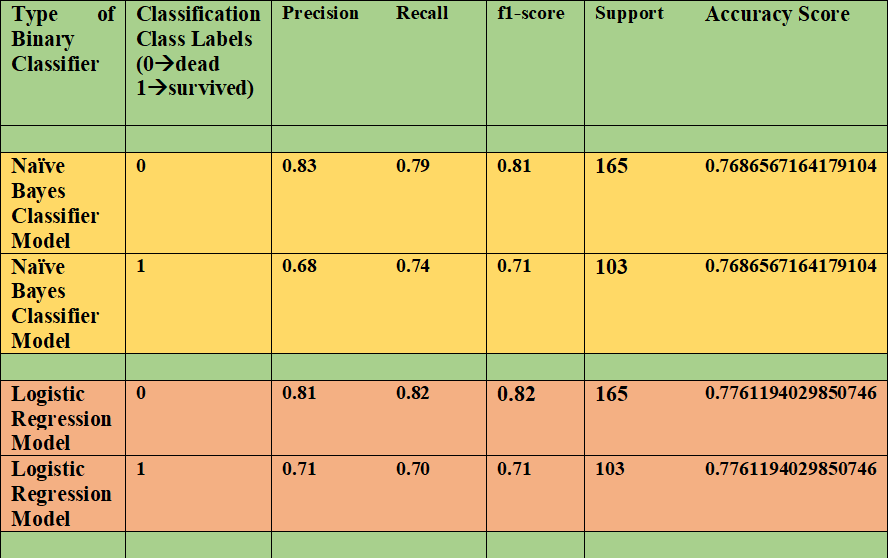 Type of Binary Classifier | Classification Class Labels (0→dead 1→survived) | Precision | Recall | f1-score | Support | Accuracy Score
Naïve Bayes Classifier Model | 0 | 0.83 | 0.79 | 0.81 | 165 | 0.7686567164179104
Naïve Bayes Classifier Model | 1 | 0.68 | 0.74 | 0.71 | 103 | 0.7686567164179104
Logistic Regression Model | 0 | 0.81 | 0.82 | 0.82 | 165 | 0.7761194029850746
Logistic Regression Model | 1 | 0.71 | 0.70 | 0.71 | 103 | 0.7761194029850746